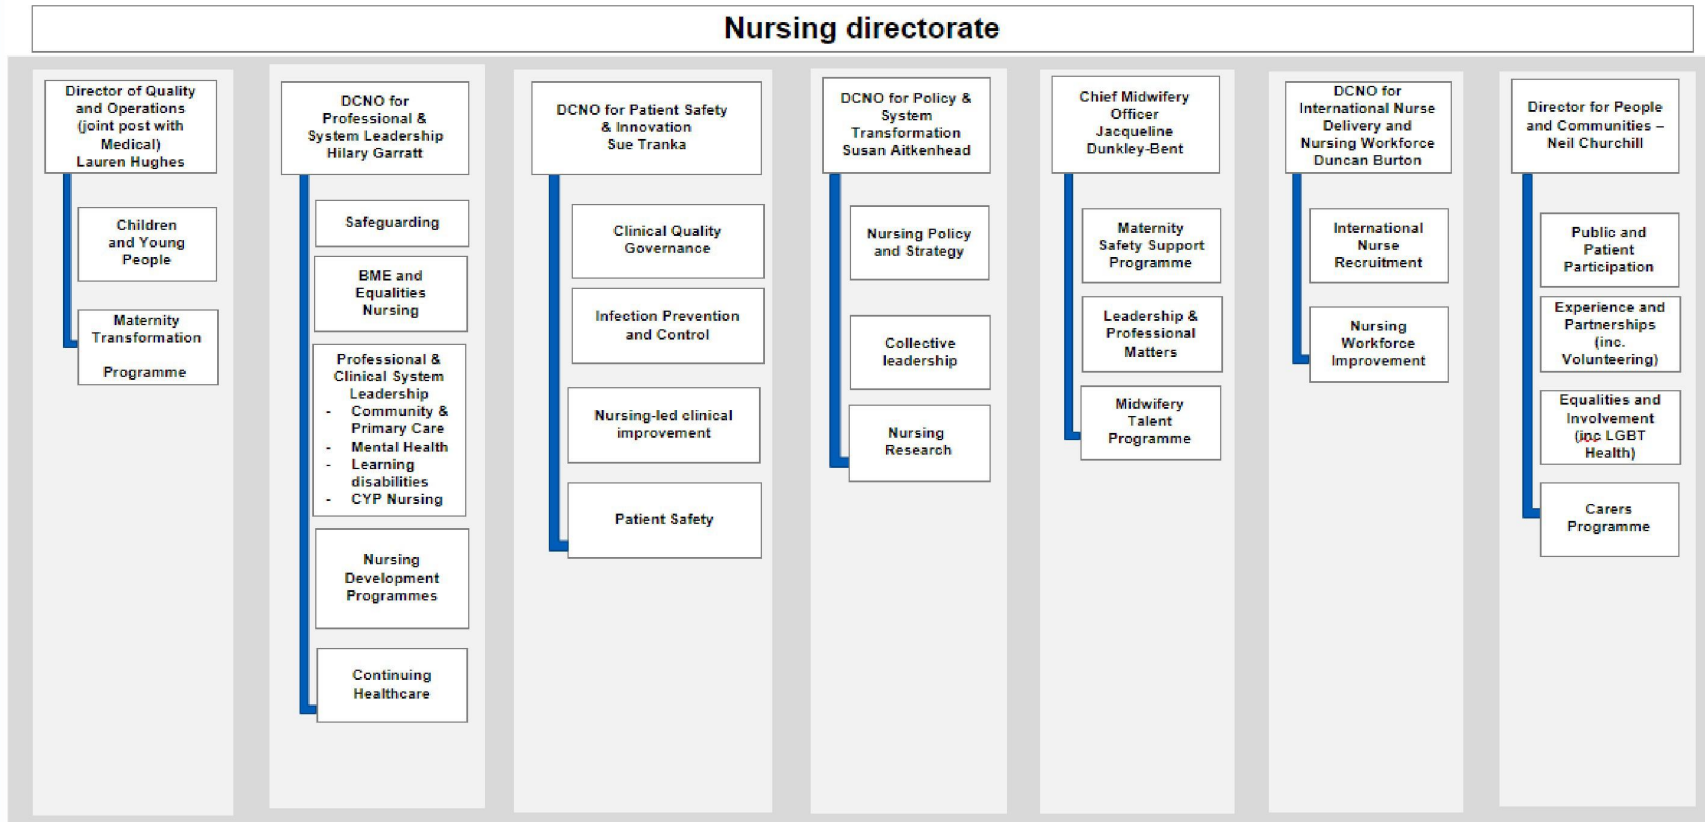 Nursing directorate
Director of Quality
and Operations
(joint post with
Medical)
Lauren Hughes
Children
and Young
People
Maternity
Transformation
Programme
DCNO for
Professional &
System Leadership
Hilary Garratt
Safeguarding
BME and
Equalities
Nursing
Professional &
Clinical System
Leadership
- Community &
Primary Care
- Mental Health
- Learning
disabilities
- CYP Nursing
Nursing
Development
Programmes
Continuing
Healthcare
DCNO for Patient Safety
& Innovation
Sue Tranka
Clinical Quality
Governance
Infection Prevention
and Control
Nursing-led clinical
improvement
Patient Safety
DCNO for Policy &
System
Transformation
Susan Aitkenhead
Nursing Policy
and Strategy
Collective
leadership
Nursing
Research
Chief Midwifery
Officer
Jacqueline
Dunkley-Bent
Maternity
Safety Support
Programme
Leadership &
Professional
Matters
Midwifery
Talent
Programme
DCNO for
International Nurse
Delivery and
Nursing Workforce
Duncan Burton
International
Nurse
Recruitment
Nursing
Workforce
Improvement
Director for People
and Communities –
Neil Churchill
Public and
Patient
Participation
Experience and
Partnerships
(inc.
Volunteering)
Equalities and
Involvement
(inc LGBT
Health)
Carers
Programme